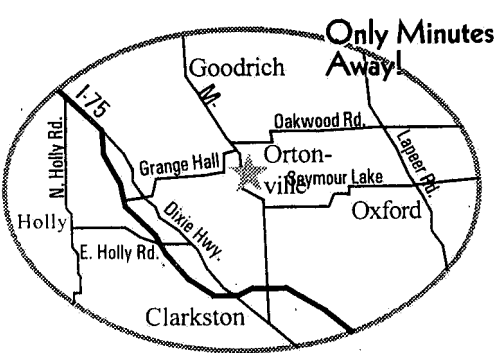 Only Minutes
Away!
Goodrich
I-75
M-
Oakwood Rd.
N. Holly Rd.
Grange Hall
Orton-
ville
Seymour Lake
Lapeer Rd.
Holly
Dixie Hwy.
Oxford
E. Holly Rd.
Clarkston